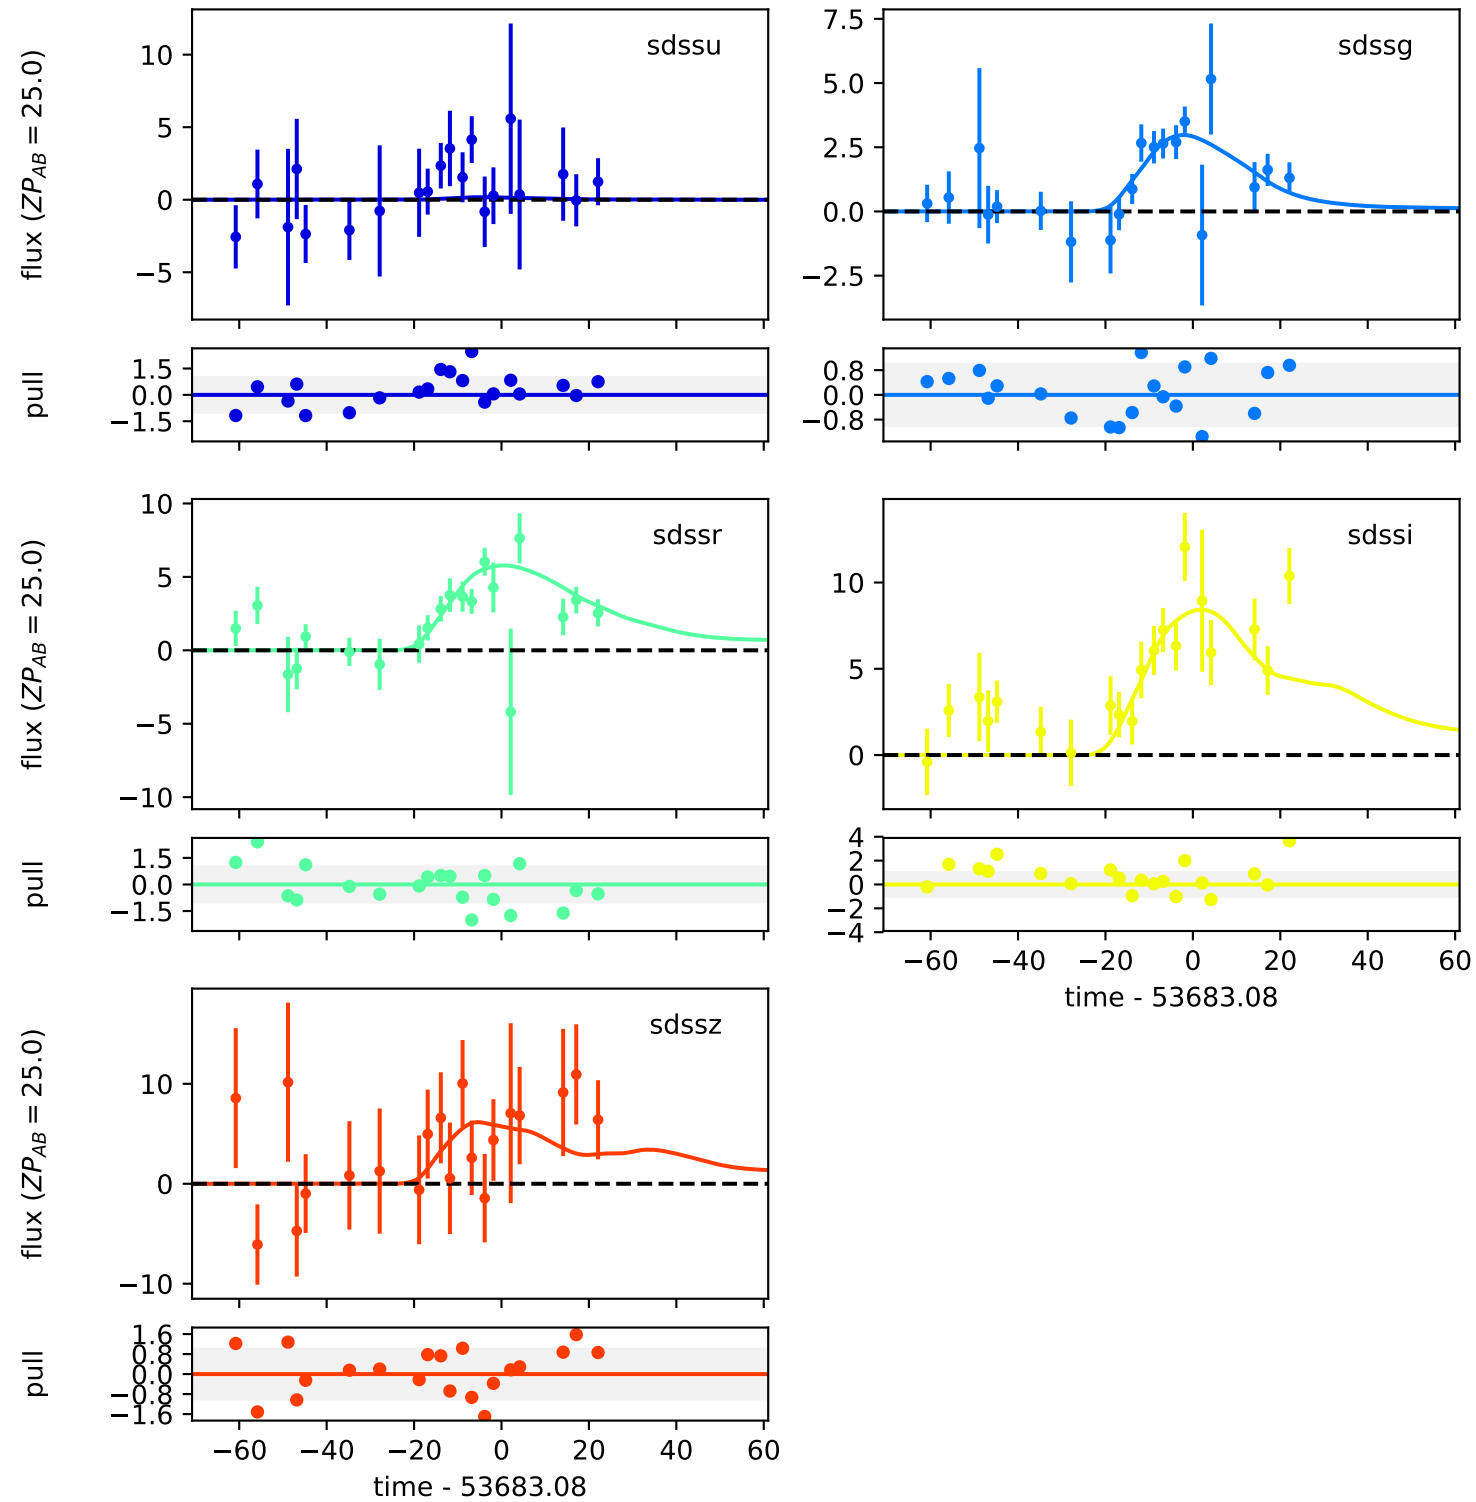 sdssu
flux (ZP_AB = 25.0)
10
5
0
−5
sdssg
7.5
5.0
2.5
0.0
−2.5
pull
1.5
0.0
−1.5
0.8
0.0
−0.8
sdssr
flux (ZP_AB = 25.0)
10
5
0
−5
−10
sdssi
10
5
0
pull
1.5
0.0
−1.5
4
2
0
−2
−4
−60 −40 −20 0 20 40 60
time - 53683.08
sdssz
flux (ZP_AB = 25.0)
10
0
−10
pull
1.6
0.8
0.0
−0.8
−1.6
−60 −40 −20 0 20 40 60
time - 53683.08